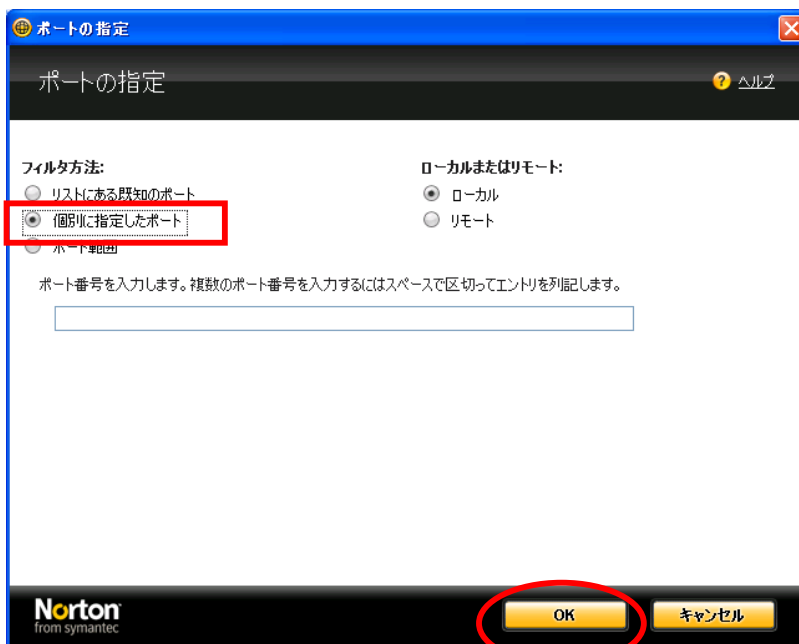 ポートの指定
ポートの指定
? ヘルプ
フィルタ方法:
リストにある既知のポート
個別に指定したポート
ポート範囲
ローカルまたはリモート:
ローカル
リモート
ポート番号を入力します。複数のポート番号を入力するにはスペースで区切ってエントリを列記します。
Norton
from symantec
OK
キャンセル